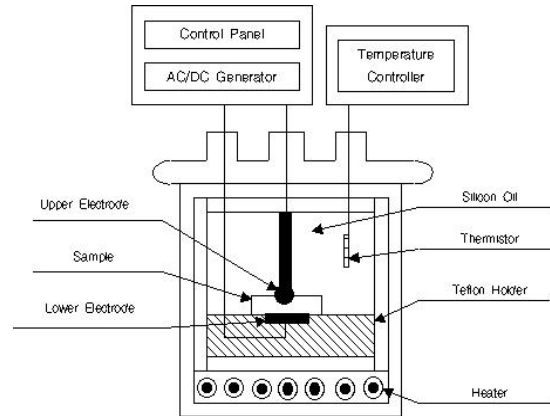 Control Panel
AC/DC Generator
Temperature
Controller
Upper Electrode
Sample
Lower Electrode
Silicon Oil
Thermistor
Teflon Holder
Heater